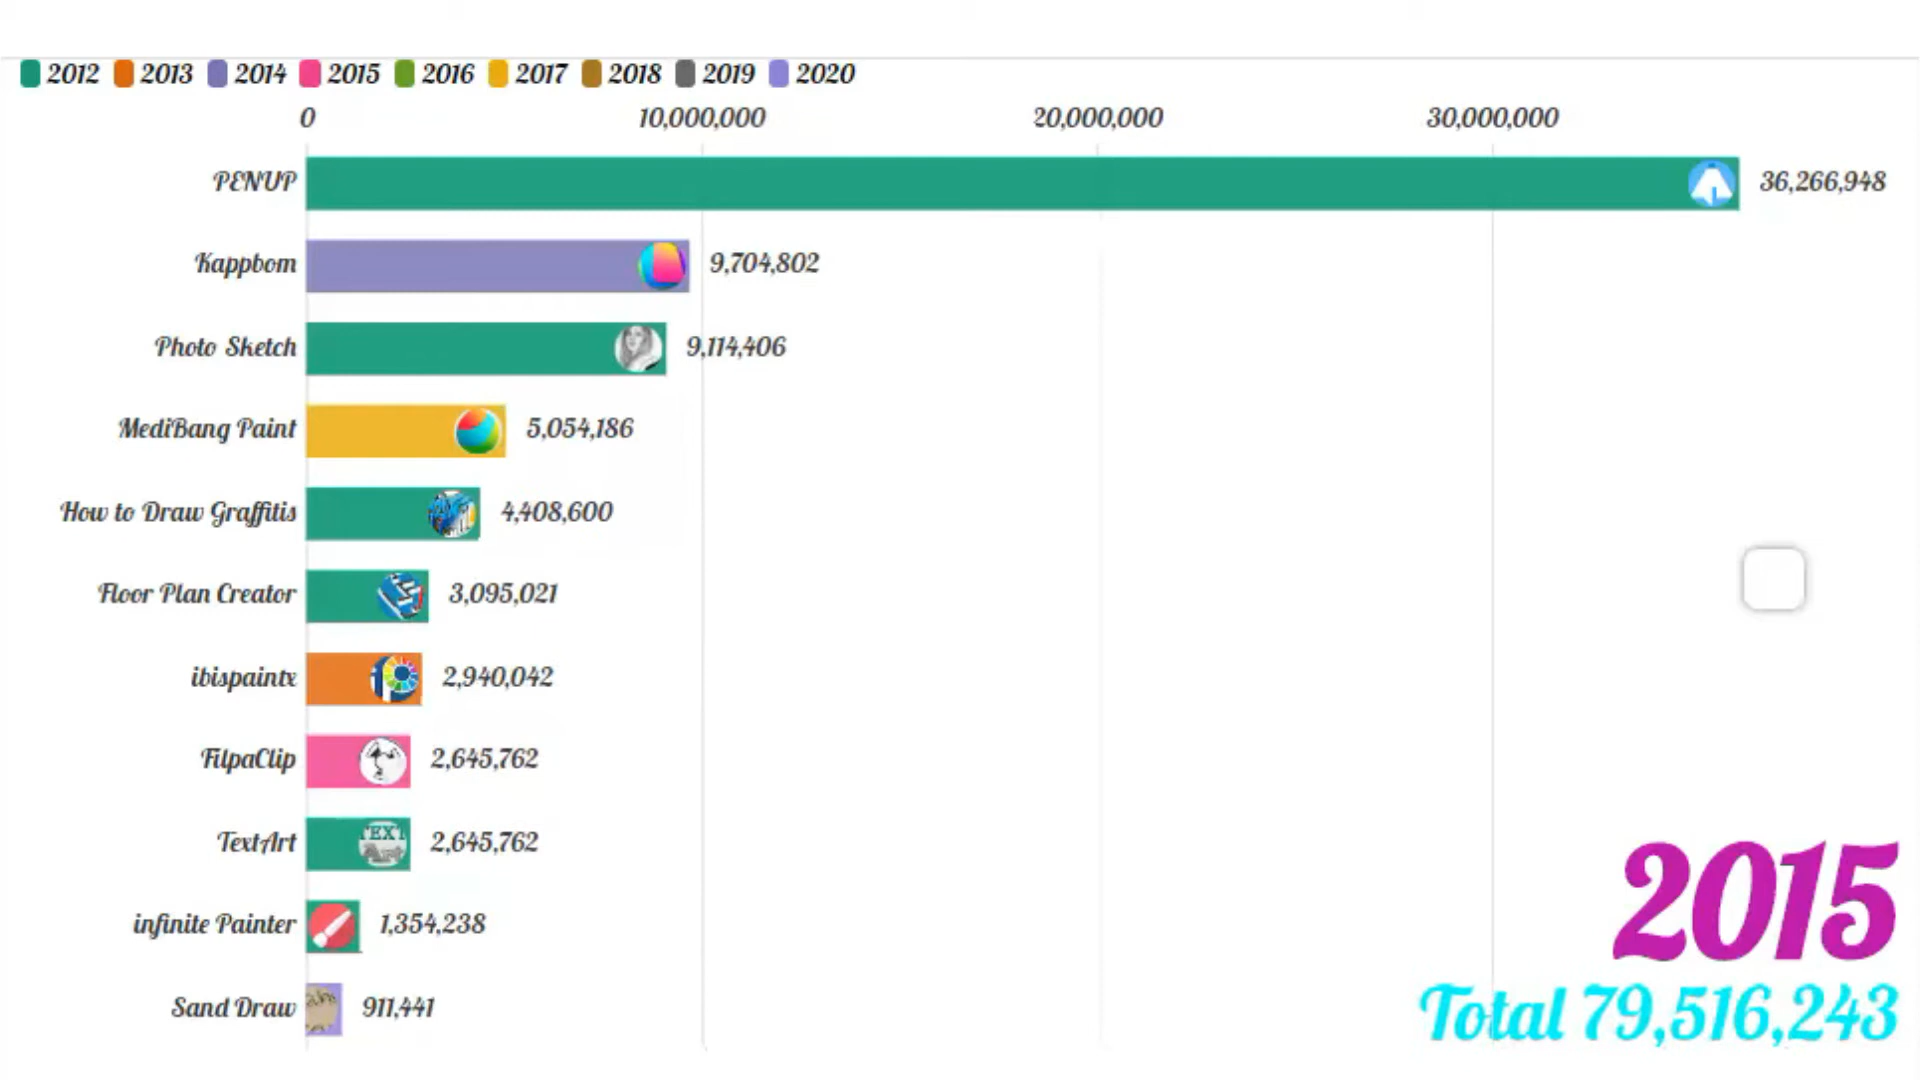 2012 2013 2014 2015 2016 2017 2018 2019 2020
0 10,000,000 20,000,000 30,000,000
PENUP 36,266,948
Kappbom 9,704,802
Photo Sketch 9,114,406
MediBang Paint 5,054,186
How to Draw Graffitis 4,408,600
Floor Plan Creator 3,095,021
ibispaintx 2,940,042
FilpaClip 2,645,762
TextArt TEXT Art 2,645,762
infinite Painter 1,354,238
Sand Draw 911,441
2015
Total 79,516,243